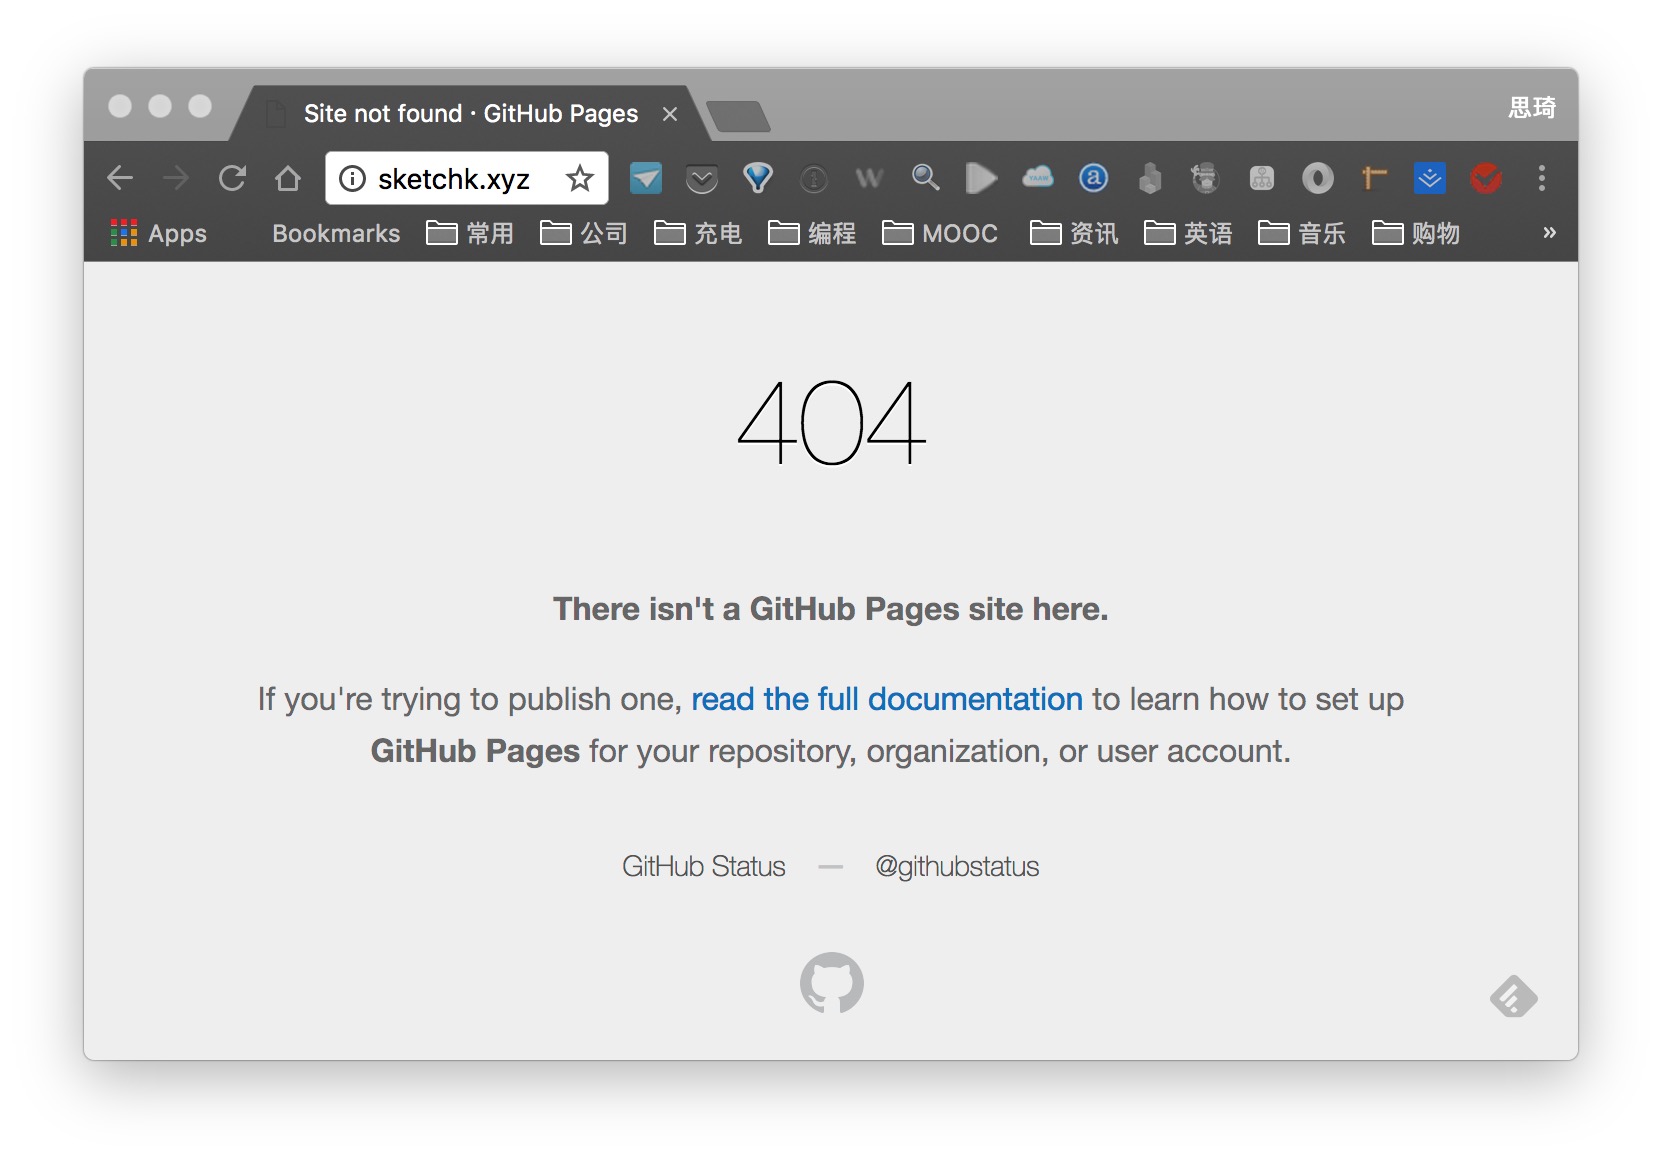 Site not found · GitHub Pages
思琦
sketchk.xyz
Apps Bookmarks 常用 公司 充电 编程 MOOC 资讯 英语 音乐 购物 »
404
There isn't a GitHub Pages site here.
If you're trying to publish one, read the full documentation to learn how to set up
GitHub Pages for your repository, organization, or user account.
GitHub Status — @githubstatus